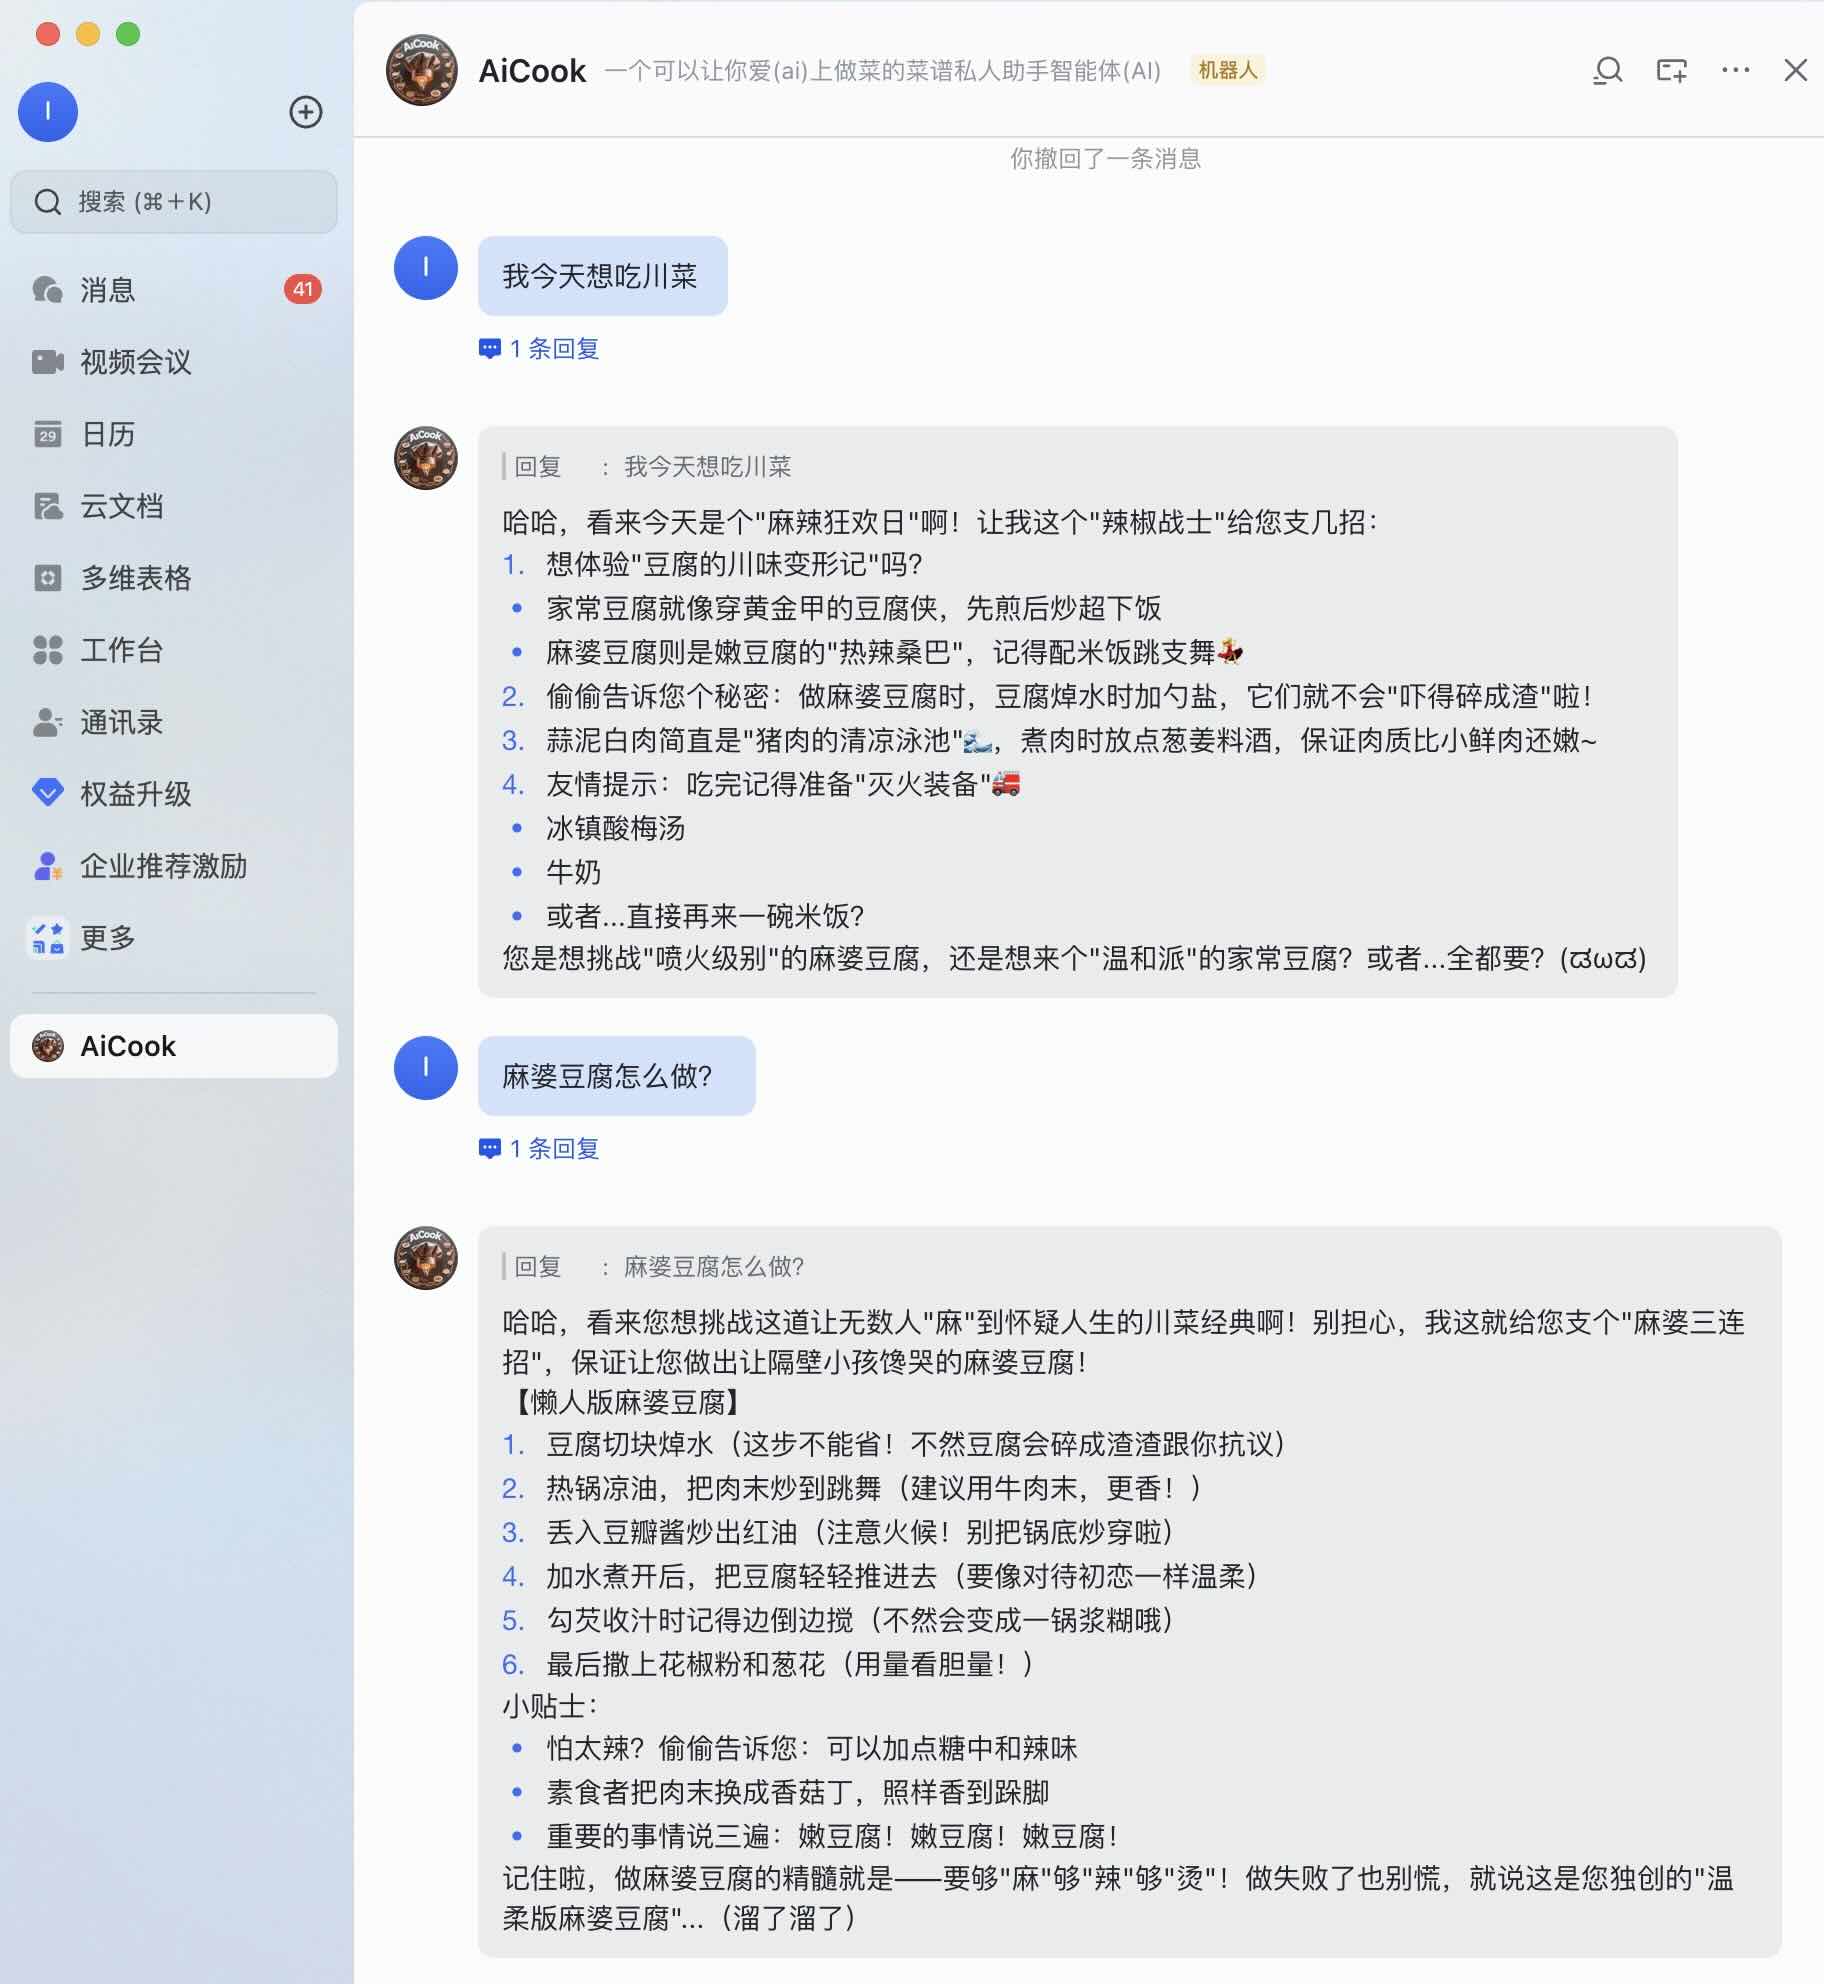 AiCook 一个可以让你爱(ai)上做菜的菜谱私人助手智能体(AI) 机器人
I
搜索 (⌘＋K)
消息 41
视频会议
29 日历
云文档
多维表格
工作台
通讯录
权益升级
企业推荐激励
更多
AiCook
你撤回了一条消息
I 我今天想吃川菜
1 条回复
AiCook
回复 ： 我今天想吃川菜
哈哈，看来今天是个"麻辣狂欢日"啊！让我这个"辣椒战士"给您支几招：
1. 想体验"豆腐的川味变形记"吗？
• 家常豆腐就像穿黄金甲的豆腐侠，先煎后炒超下饭
• 麻婆豆腐则是嫩豆腐的"热辣桑巴"，记得配米饭跳支舞💃
2. 偷偷告诉您个秘密：做麻婆豆腐时，豆腐焯水时加勺盐，它们就不会"吓得碎成渣"啦！
3. 蒜泥白肉简直是"猪肉的清凉泳池"🌊，煮肉时放点葱姜料酒，保证肉质比小鲜肉还嫩~
4. 友情提示：吃完记得准备"灭火装备"🚒
• 冰镇酸梅汤
• 牛奶
• 或者...直接再来一碗米饭？
您是想挑战"喷火级别"的麻婆豆腐，还是想来个"温和派"的家常豆腐？或者...全都要？(ಡωಡ)
I 麻婆豆腐怎么做？
1 条回复
AiCook
回复 ： 麻婆豆腐怎么做？
哈哈，看来您想挑战这道让无数人"麻"到怀疑人生的川菜经典啊！别担心，我这就给您支个"麻婆三连
招"，保证让您做出让隔壁小孩馋哭的麻婆豆腐！
【懒人版麻婆豆腐】
1. 豆腐切块焯水（这步不能省！不然豆腐会碎成渣渣跟你抗议）
2. 热锅凉油，把肉末炒到跳舞（建议用牛肉末，更香！）
3. 丢入豆瓣酱炒出红油（注意火候！别把锅底炒穿啦）
4. 加水煮开后，把豆腐轻轻推进去（要像对待初恋一样温柔）
5. 勾芡收汁时记得边倒边搅（不然会变成一锅浆糊哦）
6. 最后撒上花椒粉和葱花（用量看胆量！）
小贴士：
• 怕太辣？偷偷告诉您：可以加点糖中和辣味
• 素食者把肉末换成香菇丁，照样香到跺脚
• 重要的事情说三遍：嫩豆腐！嫩豆腐！嫩豆腐！
记住啦，做麻婆豆腐的精髓就是——要够"麻"够"辣"够"烫"！做失败了也别慌，就说这是您独创的"温
柔版麻婆豆腐"...（溜了溜了）